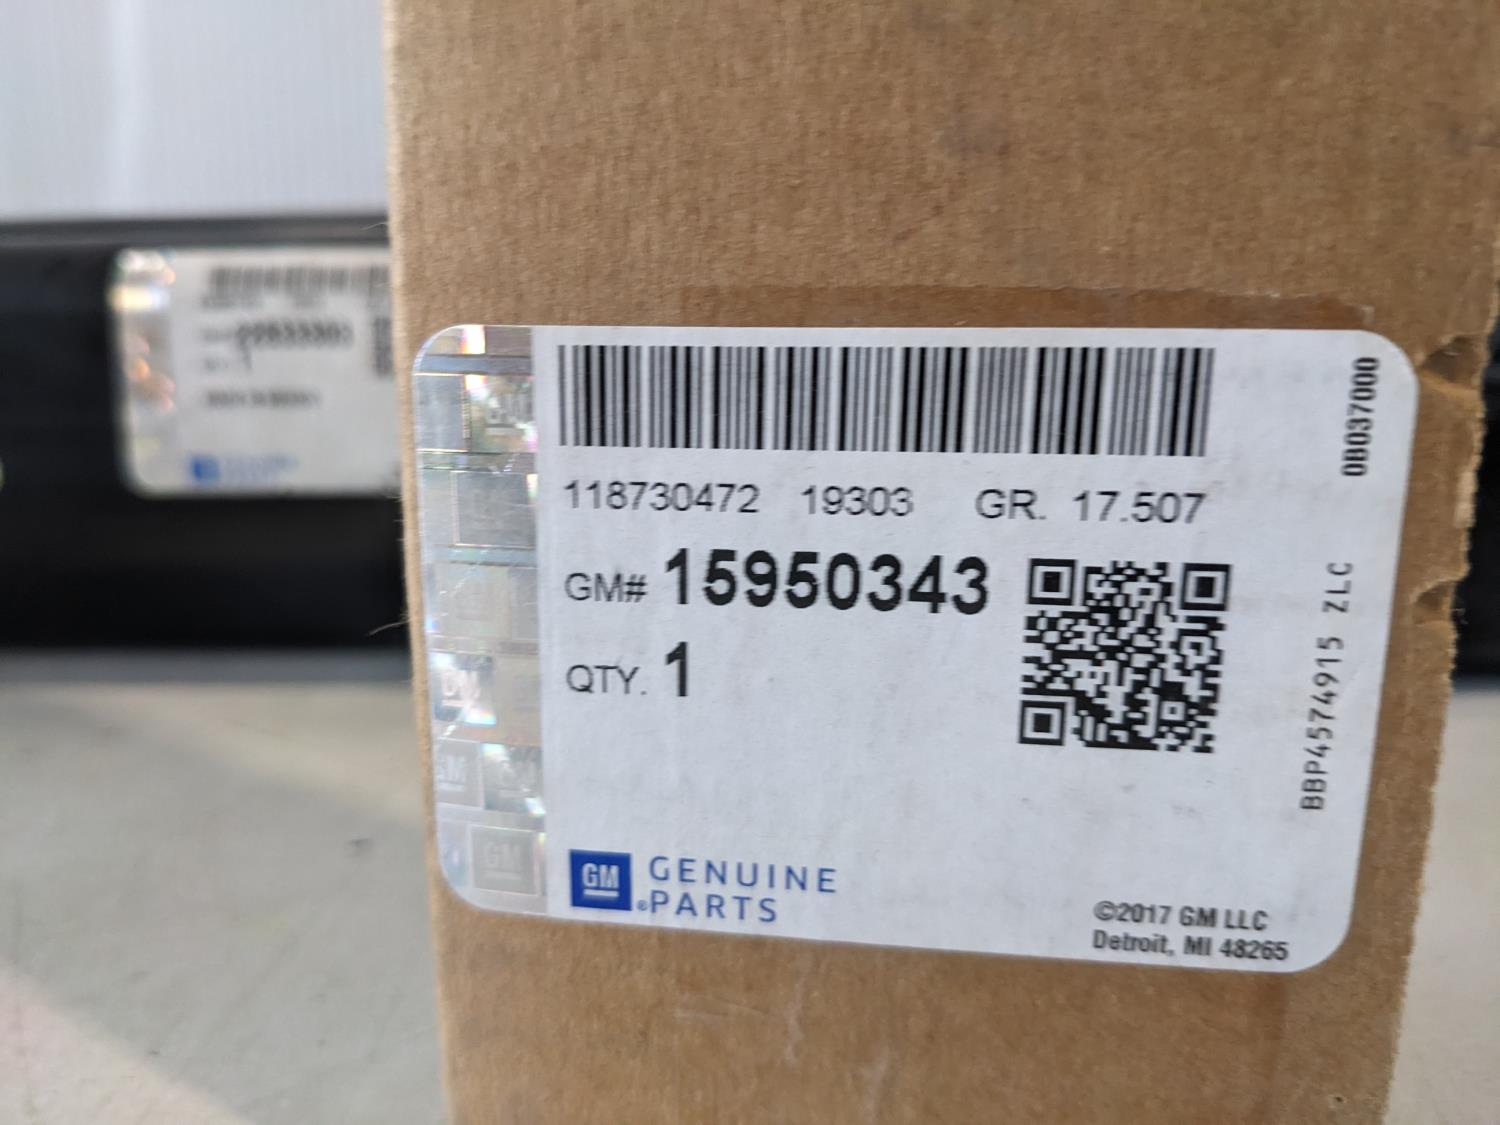 118730472 19303 GR. 17.507
GM# 15950343
QTY. 1
GM GENUINE
®PARTS
©2017 GM LLC
Detroit, MI 48265
0B037000
BBP4574915 ZLC